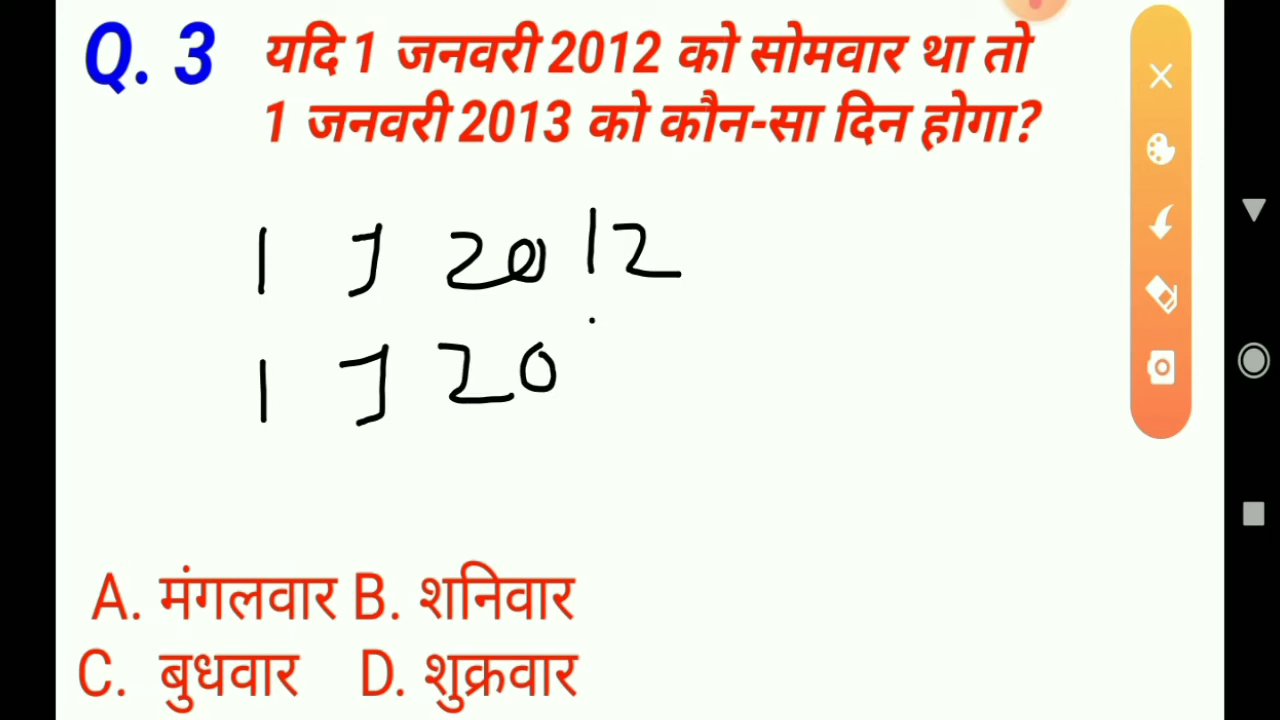 Q. 3 यदि 1 जनवरी 2012 को सोमवार था तो
1 जनवरी 2013 को कौन-सा दिन होगा?
1 J 2012
1 J 20
A. मंगलवार B. शनिवार
C. बुधवार D. शुक्रवार